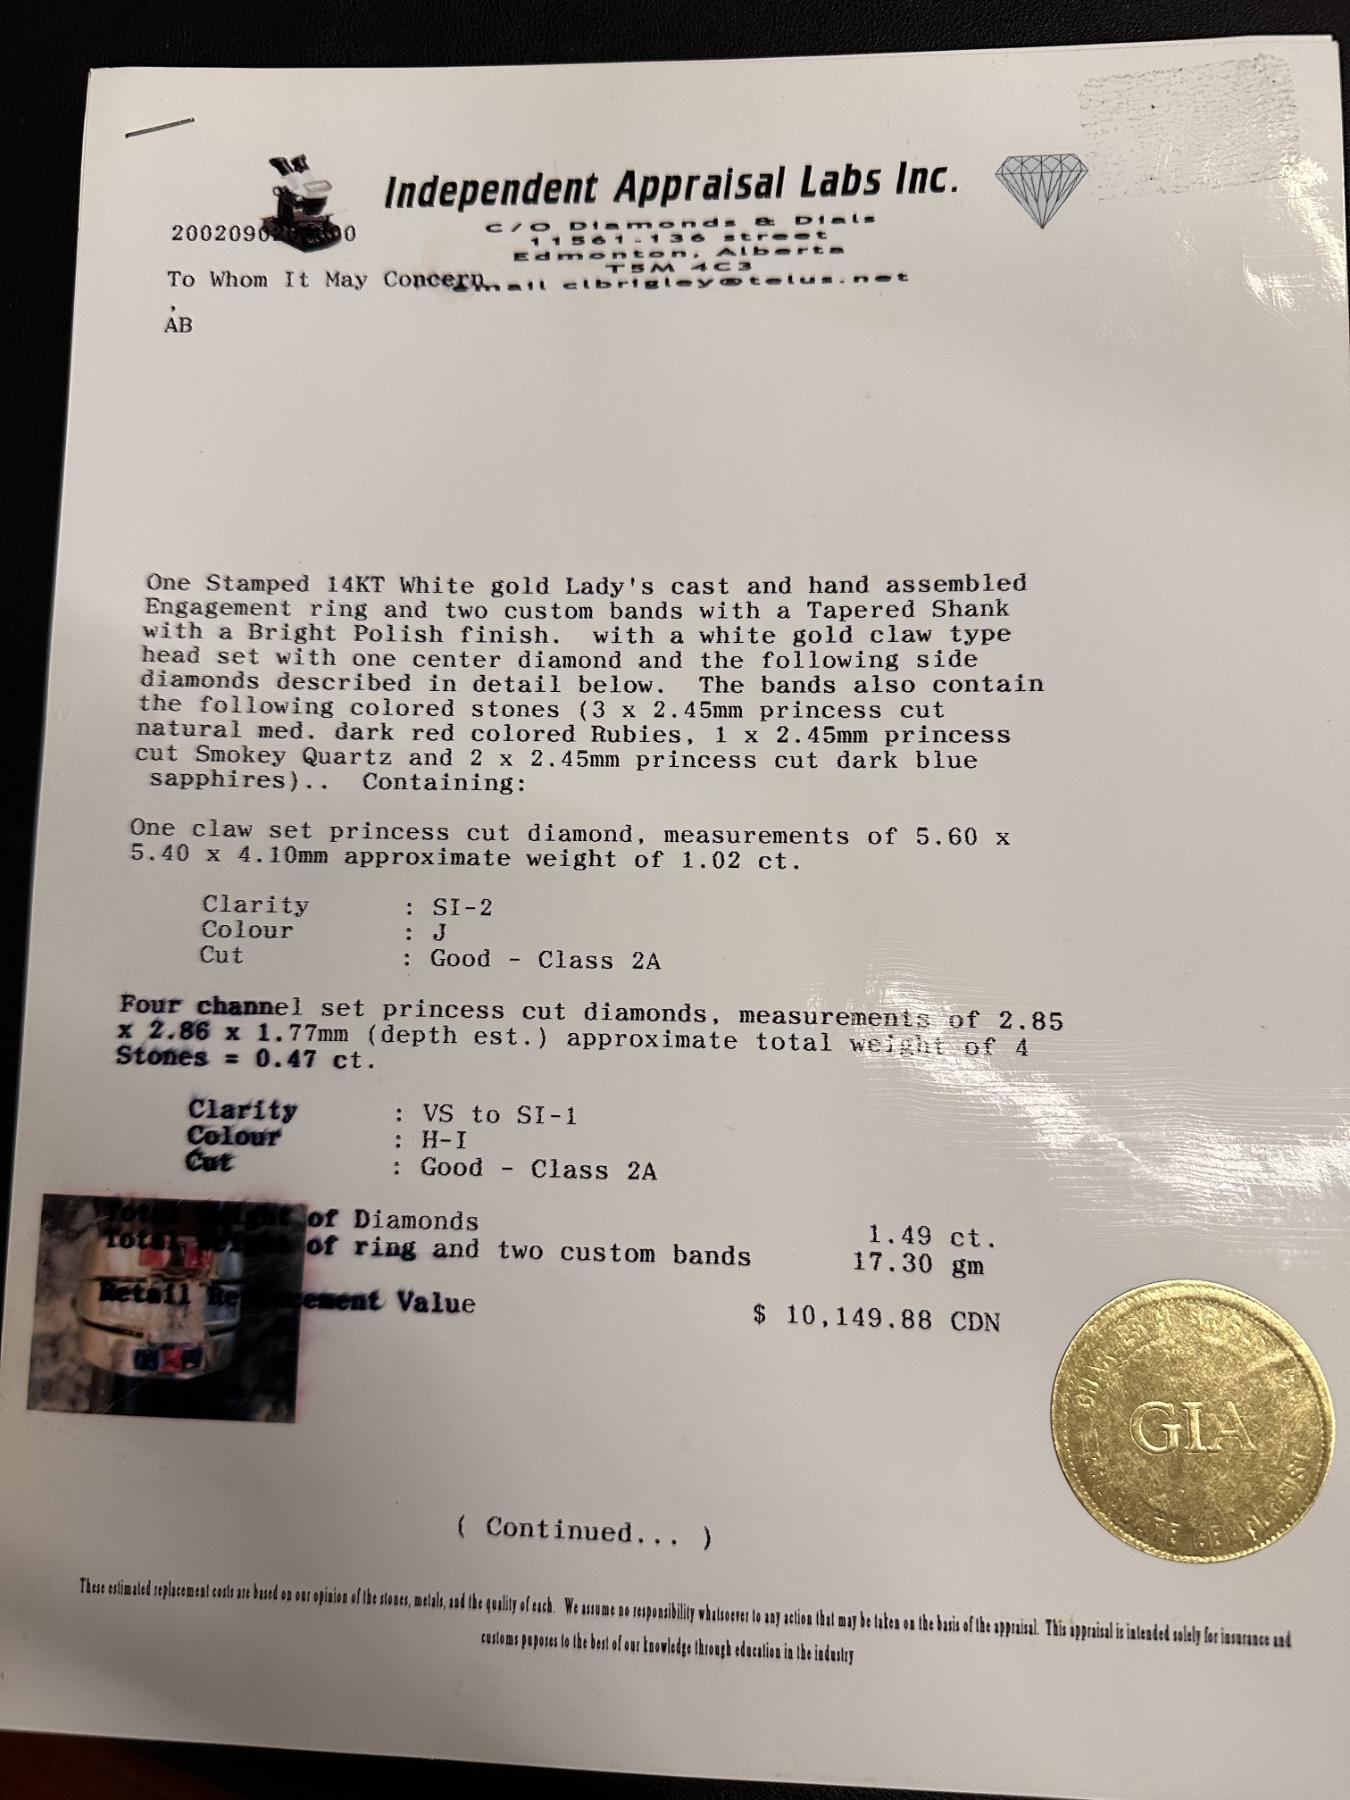 Independent Appraisal Labs Inc.
C/O Diamonds & Dials
11561-136 street
Edmonton, Alberta
T5M 4C3
email clbrigley@telus.net
To Whom It May Concern
,
AB
One Stamped 14KT White gold Lady's cast and hand assembled
Engagement ring and two custom bands with a Tapered Shank
with a Bright Polish finish.  with a white gold claw type
head set with one center diamond and the following side
diamonds described in detail below.  The bands also contain
the following colored stones (3 x 2.45mm princess cut
natural med. dark red colored Rubies, 1 x 2.45mm princess
cut Smokey Quartz and 2 x 2.45mm princess cut dark blue
sapphires)..  Containing:
One claw set princess cut diamond, measurements of 5.60 x
5.40 x 4.10mm approximate weight of 1.02 ct.
Clarity : SI-2
Colour : J
Cut : Good - Class 2A
Four channel set princess cut diamonds, measurements of 2.85
x 2.86 x 1.77mm (depth est.) approximate total weight of 4
Stones = 0.47 ct.
Clarity : VS to SI-1
Colour : H-I
Cut : Good - Class 2A
Total Weight of Diamonds 1.49 ct.
Total Weight of ring and two custom bands 17.30 gm
Retail Replacement Value $ 10,149.88 CDN
GIA
( Continued... )
These estimated replacement costs are based on our opinion of the stones, metals, and the quality of each.  We assume no responsibility whatsoever to any action that may be taken on the basis of the appraisal.  This appraisal is intended solely for insurance and
customs puposes to the best of our knowledge through education in the industry